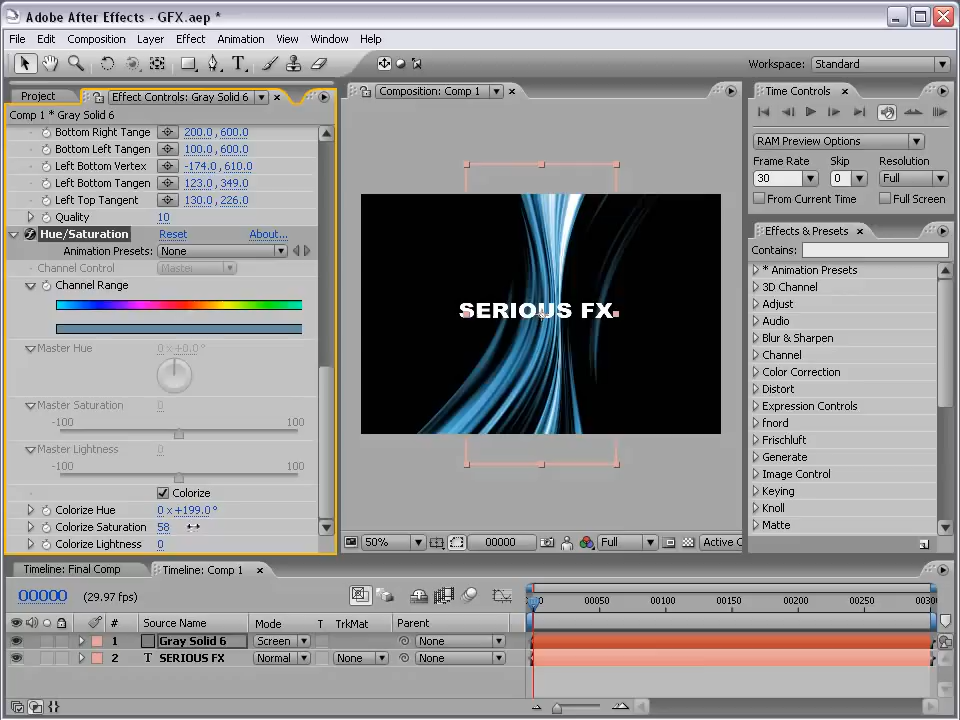 Adobe After Effects - GFX.aep *
File Edit Composition Layer Effect Animation View Window Help
Workspace: Standard
Project Effect Controls: Gray Solid 6
Comp 1 * Gray Solid 6
Bottom Right Tange 200.0, 600.0
Bottom Left Tangen 100.0, 600.0
Left Bottom Vertex -174.0, 610.0
Left Bottom Tangen 123.0, 349.0
Left Top Tangent 130.0, 226.0
Quality 10
Hue/Saturation Reset About...
Animation Presets: None
Channel Control Master
Channel Range
Master Hue 0 x+0.0°
Master Saturation 0
-100 100
Master Lightness 0
-100 100
Colorize
Colorize Hue 0 x+199.0°
Colorize Saturation 58
Colorize Lightness 0
Composition: Comp 1
SERIOUS FX
50% 00000 Full Active C
Time Controls
RAM Preview Options
Frame Rate Skip Resolution
30 0 Full
From Current Time Full Screen
Effects & Presets
Contains:
* Animation Presets
3D Channel
Adjust
Audio
Blur & Sharpen
Channel
Color Correction
Distort
Expression Controls
fnord
Frischluft
Generate
Image Control
Keying
Knoll
Matte
Timeline: Final Comp Timeline: Comp 1
00000 (29.97 fps)
00050 00100 00150 00200 00250 0030
# Source Name Mode T TrkMat Parent
1 Gray Solid 6 Screen None
2 T SERIOUS FX Normal None None